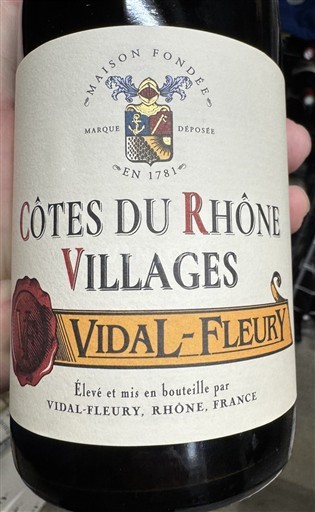 MAISON FONDÉE
MARQUE DÉPOSÉE
EN 1781
CÔTES DU RHÔNE
VILLAGES
VIDAL-FLEURY
Élevé et mis en bouteille par
VIDAL-FLEURY, RHÔNE, FRANCE